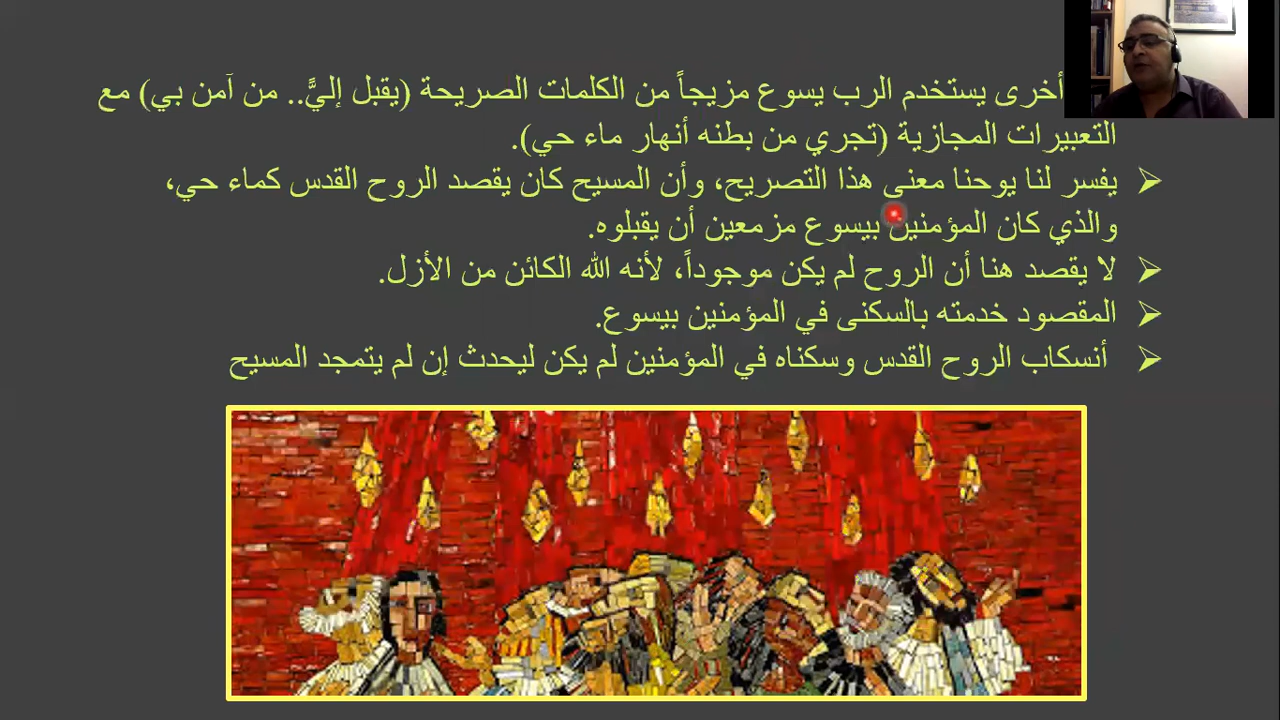 أخرى يستخدم الرب يسوع مزيجاً من الكلمات الصريحة (يقبل إليَّ.. من آمن بي) مع
التعبيرات المجازية (تجري من بطنه أنهار ماء حي).
يفسر لنا يوحنا معنى هذا التصريح، وأن المسيح كان يقصد الروح القدس كماء حي،
والذي كان المؤمنين بيسوع مزمعين أن يقبلوه.
لا يقصد هنا أن الروح لم يكن موجوداً، لأنه الله الكائن من الأزل.
المقصود خدمته بالسكنى في المؤمنين بيسوع.
أنسكاب الروح القدس وسكناه في المؤمنين لم يكن ليحدث إن لم يتمجد المسيح